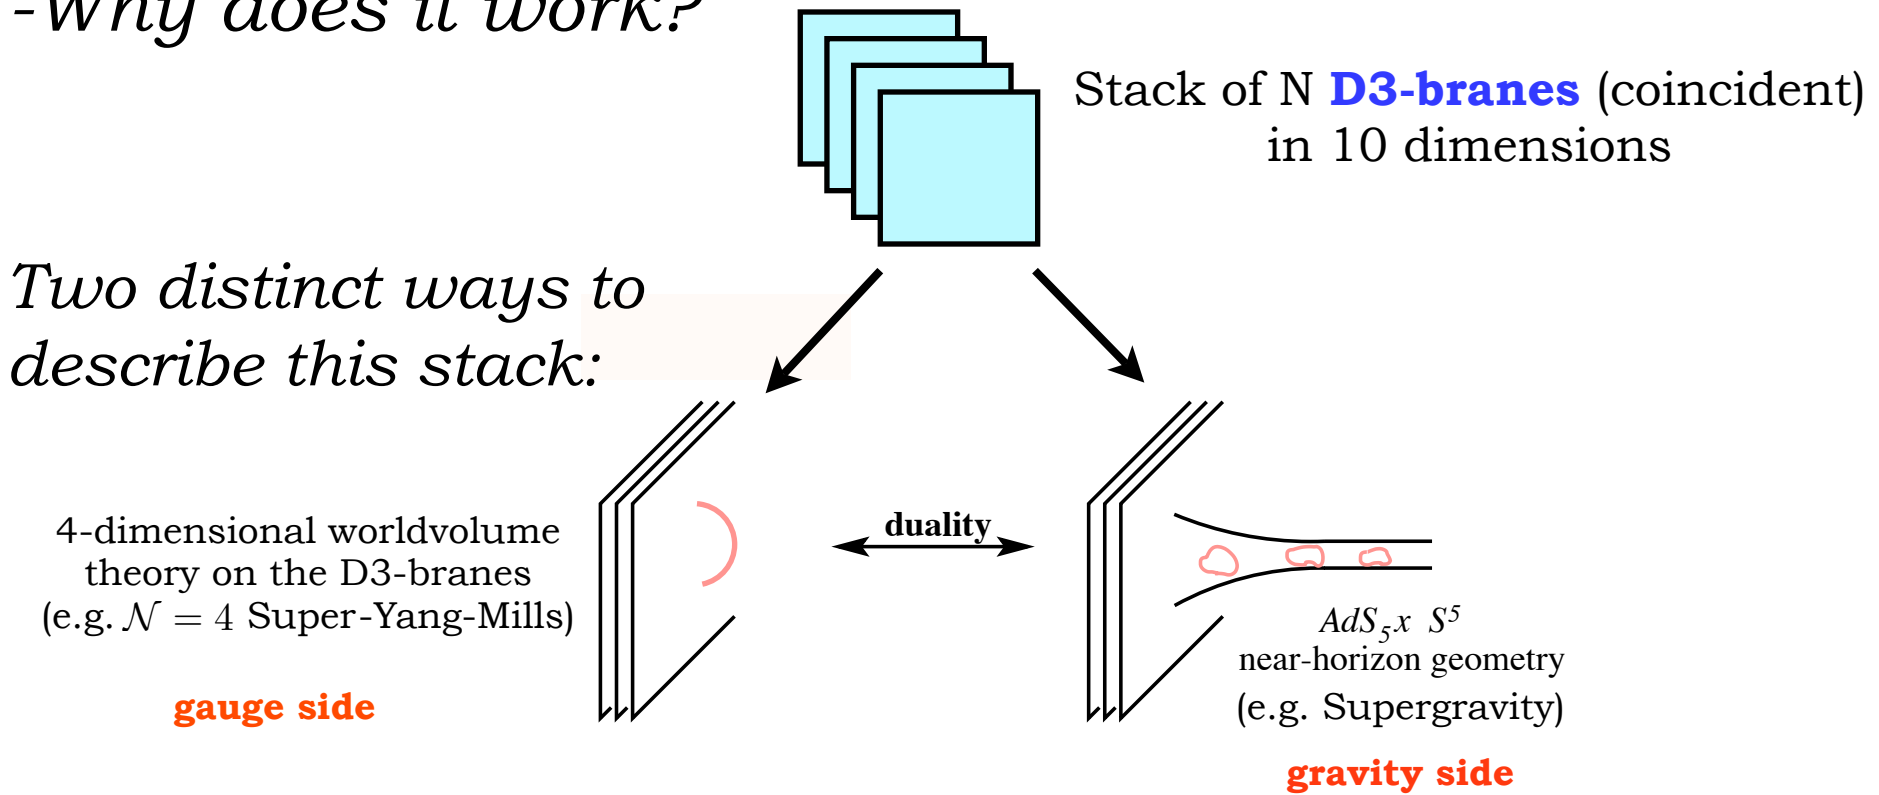 -Why does it work?
Stack of N D3-branes (coincident)
in 10 dimensions
Two distinct ways to
describe this stack:
4-dimensional worldvolume
theory on the D3-branes
(e.g. 𝒩 = 4 Super-Yang-Mills)
gauge side
duality
AdS₅x S⁵
near-horizon geometry
(e.g. Supergravity)
gravity side